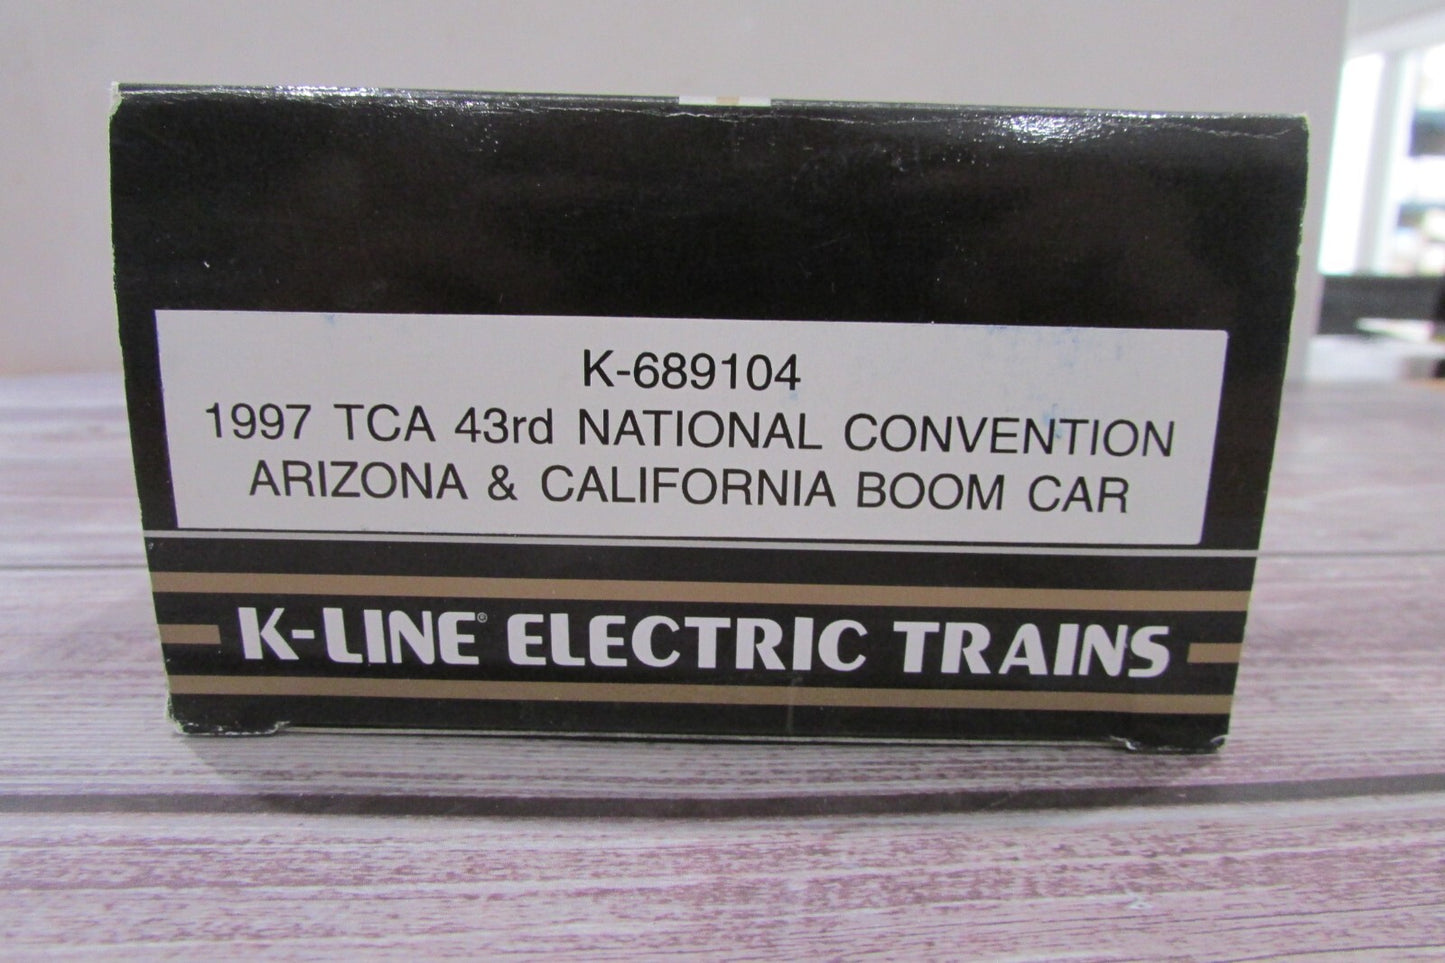 K-689104
1997 TCA 43rd NATIONAL CONVENTION
ARIZONA & CALIFORNIA BOOM CAR
K-LINE® ELECTRIC TRAINS